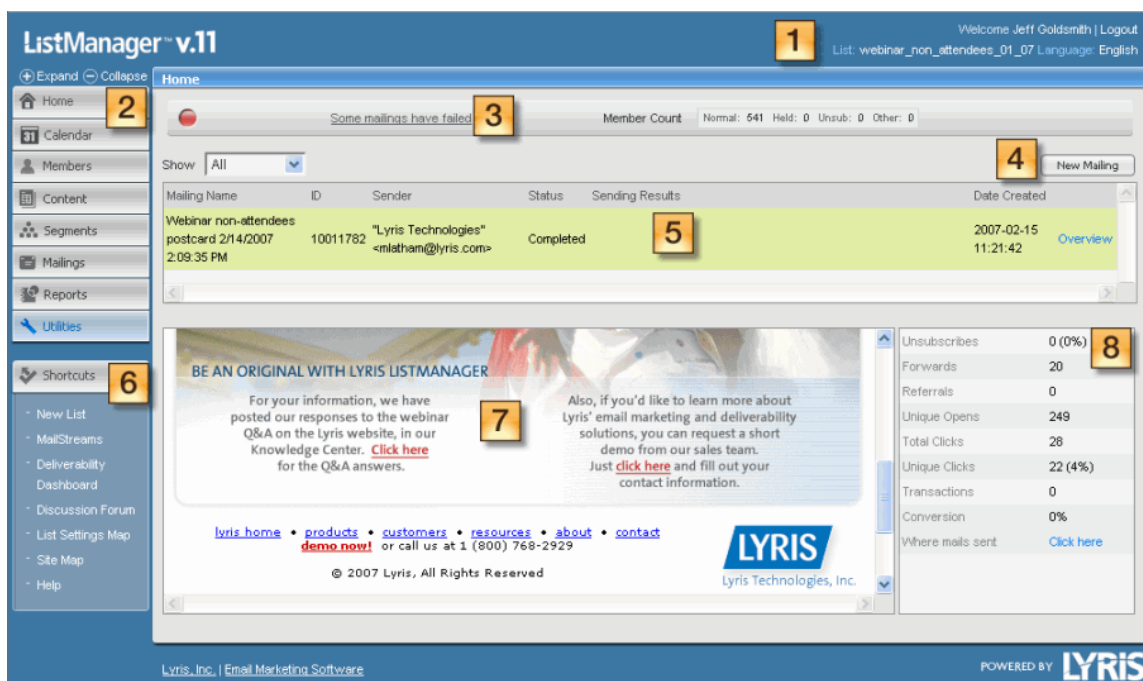 ListManager™ v.11
1
Welcome Jeff Goldsmith | Logout
List: webinar_non_attendees_01_07 Language: English
Expand Collapse
Home
2
Home
Calendar
Members
Content
Segments
Mailings
Reports
Utilities
Some mailings have failed
3
Member Count Normal: 541 Held: 0 Unsub: 0 Other: 0
Show All
4
New Mailing
Mailing Name ID Sender Status Sending Results Date Created
Webinar non-attendees
postcard 2/14/2007
2:09:35 PM
10011782
"Lyris Technologies"
<mlatham@lyris.com>
Completed
5
2007-02-15
11:21:42
Overview
Shortcuts
6
- New List
- MailStreams
- Deliverability
Dashboard
- Discussion Forum
- List Settings Map
- Site Map
- Help
BE AN ORIGINAL WITH LYRIS LISTMANAGER
For your information, we have
posted our responses to the webinar
Q&A on the Lyris website, in our
Knowledge Center. Click here
for the Q&A answers.
7
Also, if you'd like to learn more about
Lyris' email marketing and deliverability
solutions, you can request a short
demo from our sales team.
Just click here and fill out your
contact information.
lyris home • products • customers • resources • about • contact
demo now! or call us at 1 (800) 768-2929
© 2007 Lyris, All Rights Reserved
LYRIS
Lyris Technologies, Inc.
8
Unsubscribes 0 (0%)
Forwards 20
Referrals 0
Unique Opens 249
Total Clicks 28
Unique Clicks 22 (4%)
Transactions 0
Conversion 0%
Where mails sent Click here
Lyris, Inc. | Email Marketing Software
POWERED BY LYRIS